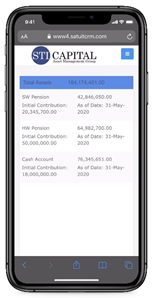 9:41
AA
www4.saturitorm.com
STI CAPITAL
Asset Management Group
Total Assets
SW Pension 42,846,050.00
Initial Contribution: As of Date: 31-May-
20,345,700.00 2020
HW Pension 64,982,700.00
Initial Contribution: As of Date: 31-May-
50,000,000.00 2020
Cash Account 76,345,651.00
Initial Contribution: As of Date: 31-May-
18,000,000.00 2020